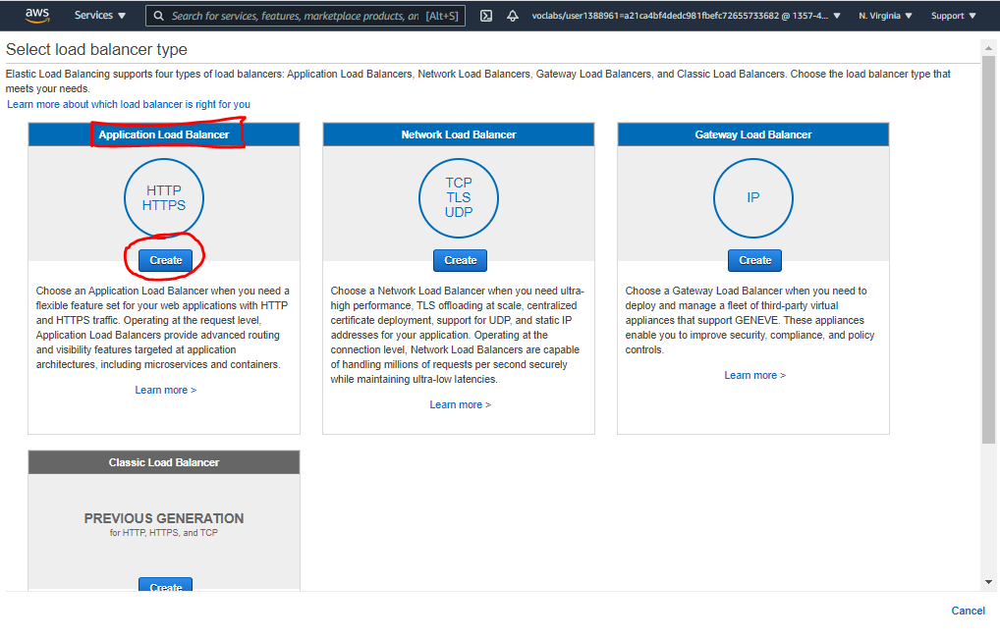 aws Services Search for services, features, marketplace products, an [Alt+S] voclabs/user1388961=a21ca4bf4dedc981fbefc72655733682 @ 1357-4... N. Virginia Support
Select load balancer type
Elastic Load Balancing supports four types of load balancers: Application Load Balancers, Network Load Balancers, Gateway Load Balancers, and Classic Load Balancers. Choose the load balancer type that
meets your needs.
Learn more about which load balancer is right for you
Application Load Balancer
HTTP
HTTPS
Create
Choose an Application Load Balancer when you need a
flexible feature set for your web applications with HTTP
and HTTPS traffic. Operating at the request level,
Application Load Balancers provide advanced routing
and visibility features targeted at application
architectures, including microservices and containers.
Learn more >
Network Load Balancer
TCP
TLS
UDP
Create
Choose a Network Load Balancer when you need ultra-
high performance, TLS offloading at scale, centralized
certificate deployment, support for UDP, and static IP
addresses for your application. Operating at the
connection level, Network Load Balancers are capable
of handling millions of requests per second securely
while maintaining ultra-low latencies.
Learn more >
Gateway Load Balancer
IP
Create
Choose a Gateway Load Balancer when you need to
deploy and manage a fleet of third-party virtual
appliances that support GENEVE. These appliances
enable you to improve security, compliance, and policy
controls.
Learn more >
Classic Load Balancer
PREVIOUS GENERATION
for HTTP, HTTPS, and TCP
Create
Cancel